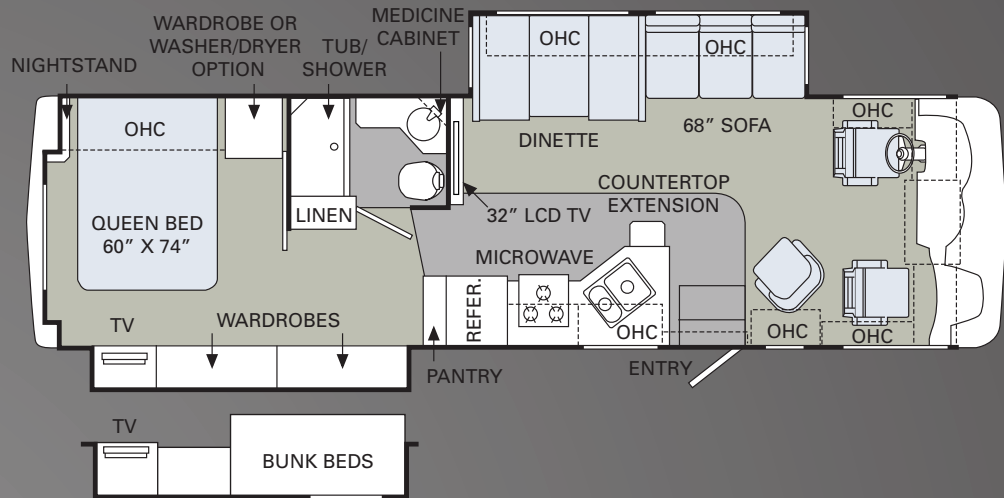 WARDROBE OR
WASHER/DRYER
OPTION
TUB/
SHOWER
MEDICINE
CABINET
NIGHTSTAND
OHC
OHC
OHC
OHC
DINETTE
68” SOFA
QUEEN BED
60” X 74”
LINEN
32” LCD TV
COUNTERTOP
EXTENSION
MICROWAVE
REFER.
TV
WARDROBES
OHC
OHC
OHC
PANTRY
ENTRY
TV
BUNK BEDS